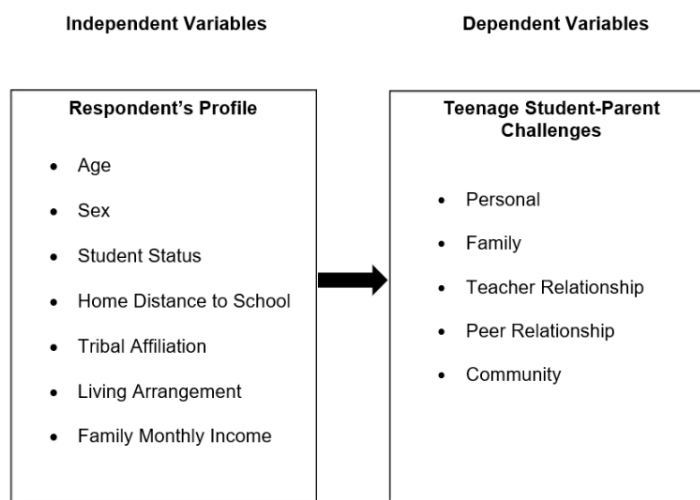 Independent Variables
Dependent Variables
Respondent's Profile
• Age
• Sex
• Student Status
• Home Distance to School
• Tribal Affiliation
• Living Arrangement
• Family Monthly Income
Teenage Student-Parent
Challenges
• Personal
• Family
• Teacher Relationship
• Peer Relationship
• Community